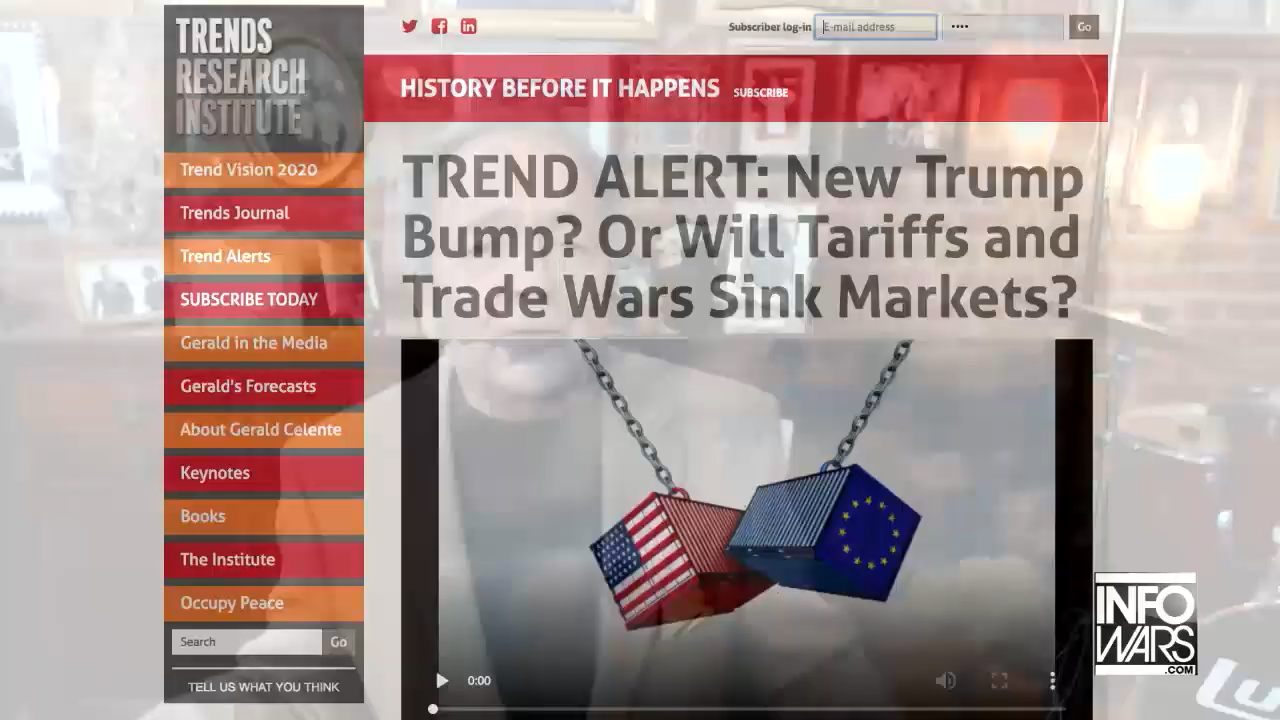 TRENDS
RESEARCH
INSTITUTE
Trend Vision 2020
Trends Journal
Trend Alerts
SUBSCRIBE TODAY
Gerald in the Media
Gerald's Forecasts
About Gerald Celente
Keynotes
Books
The Institute
Occupy Peace
Search Go
TELL US WHAT YOU THINK
Subscriber log-in E-mail address •••• Go
HISTORY BEFORE IT HAPPENS SUBSCRIBE
TREND ALERT: New Trump
Bump? Or Will Tariffs and
Trade Wars Sink Markets?
0:00
INFO
WARS
.COM